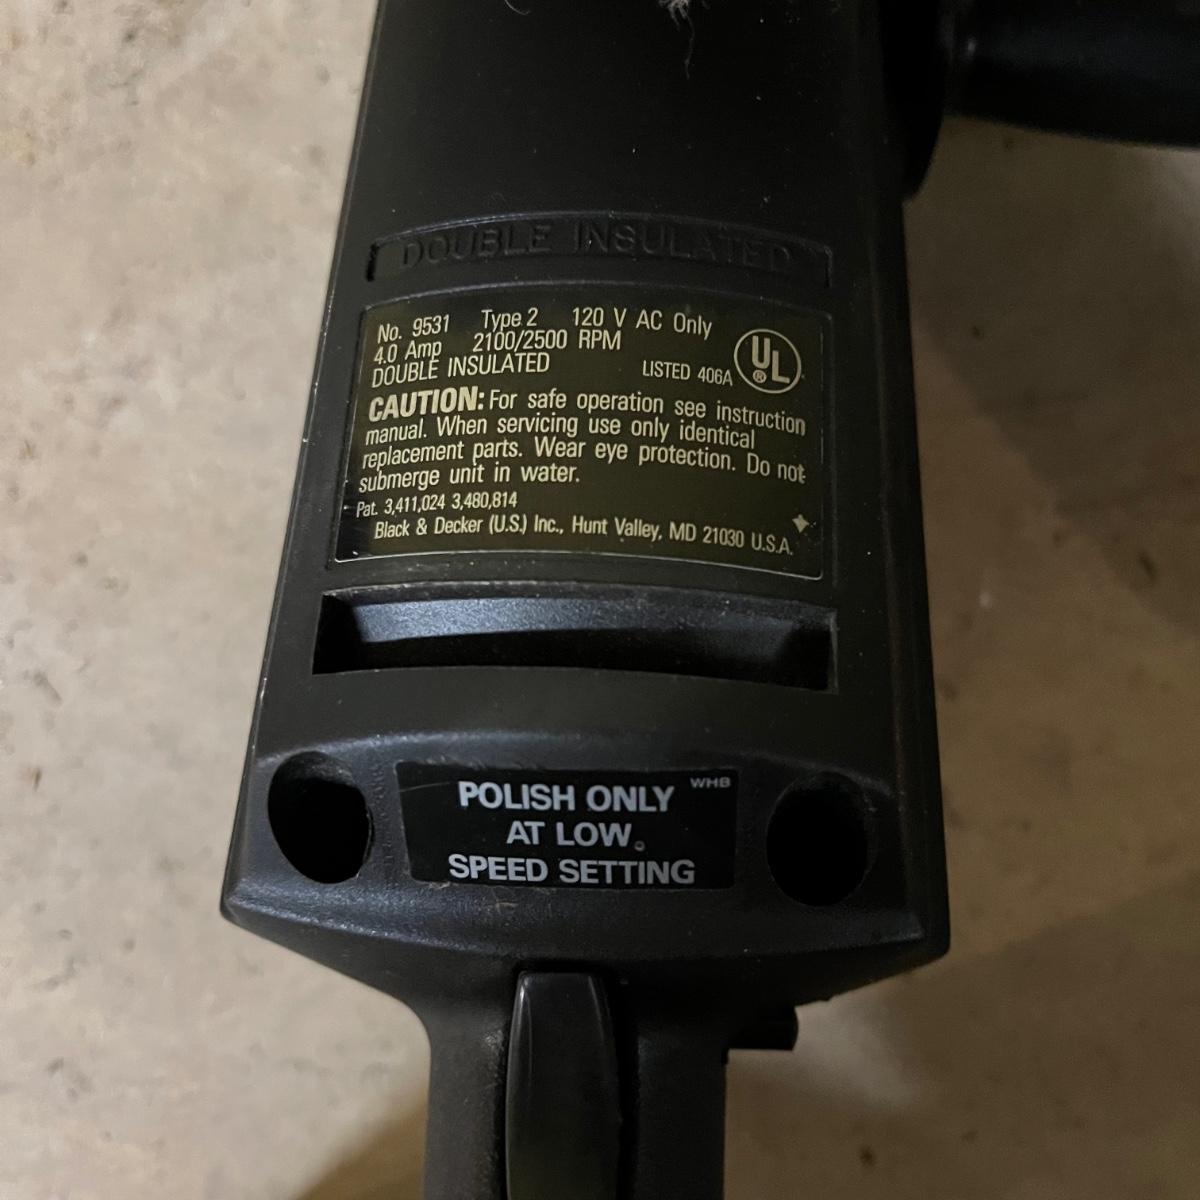 DOUBLE INSULATED
No. 9531 Type 2 120 V AC Only
4.0 Amp 2100/2500 RPM
DOUBLE INSULATED LISTED 406A
UL
®
CAUTION: For safe operation see instruction
manual. When servicing use only identical
replacement parts. Wear eye protection. Do not
submerge unit in water.
Pat. 3,411,024 3,480,814
Black & Decker (U.S.) Inc., Hunt Valley, MD 21030 U.S.A.
WHB
POLISH ONLY
AT LOW
SPEED SETTING